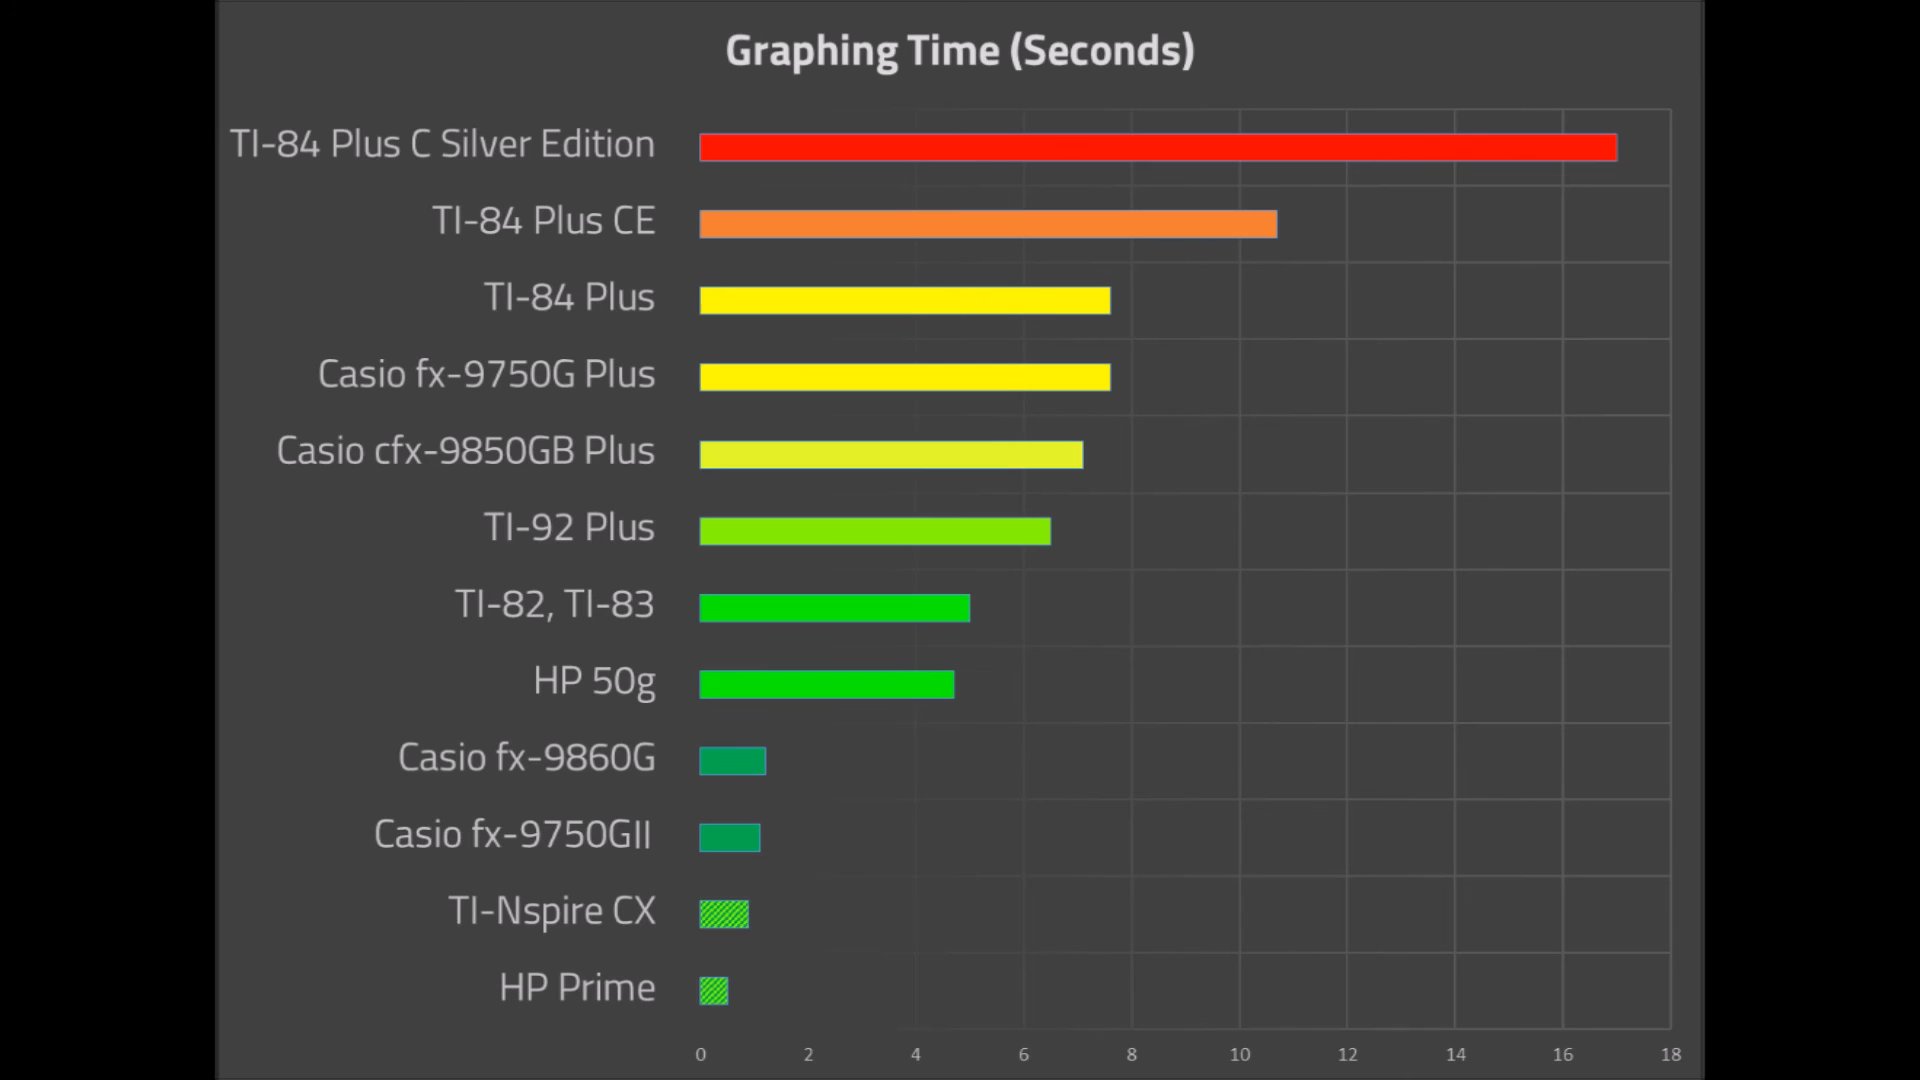 Graphing Time (Seconds)
TI-84 Plus C Silver Edition
TI-84 Plus CE
TI-84 Plus
Casio fx-9750G Plus
Casio cfx-9850GB Plus
TI-92 Plus
TI-82, TI-83
HP 50g
Casio fx-9860G
Casio fx-9750GII
TI-Nspire CX
HP Prime
0 2 4 6 8 10 12 14 16 18